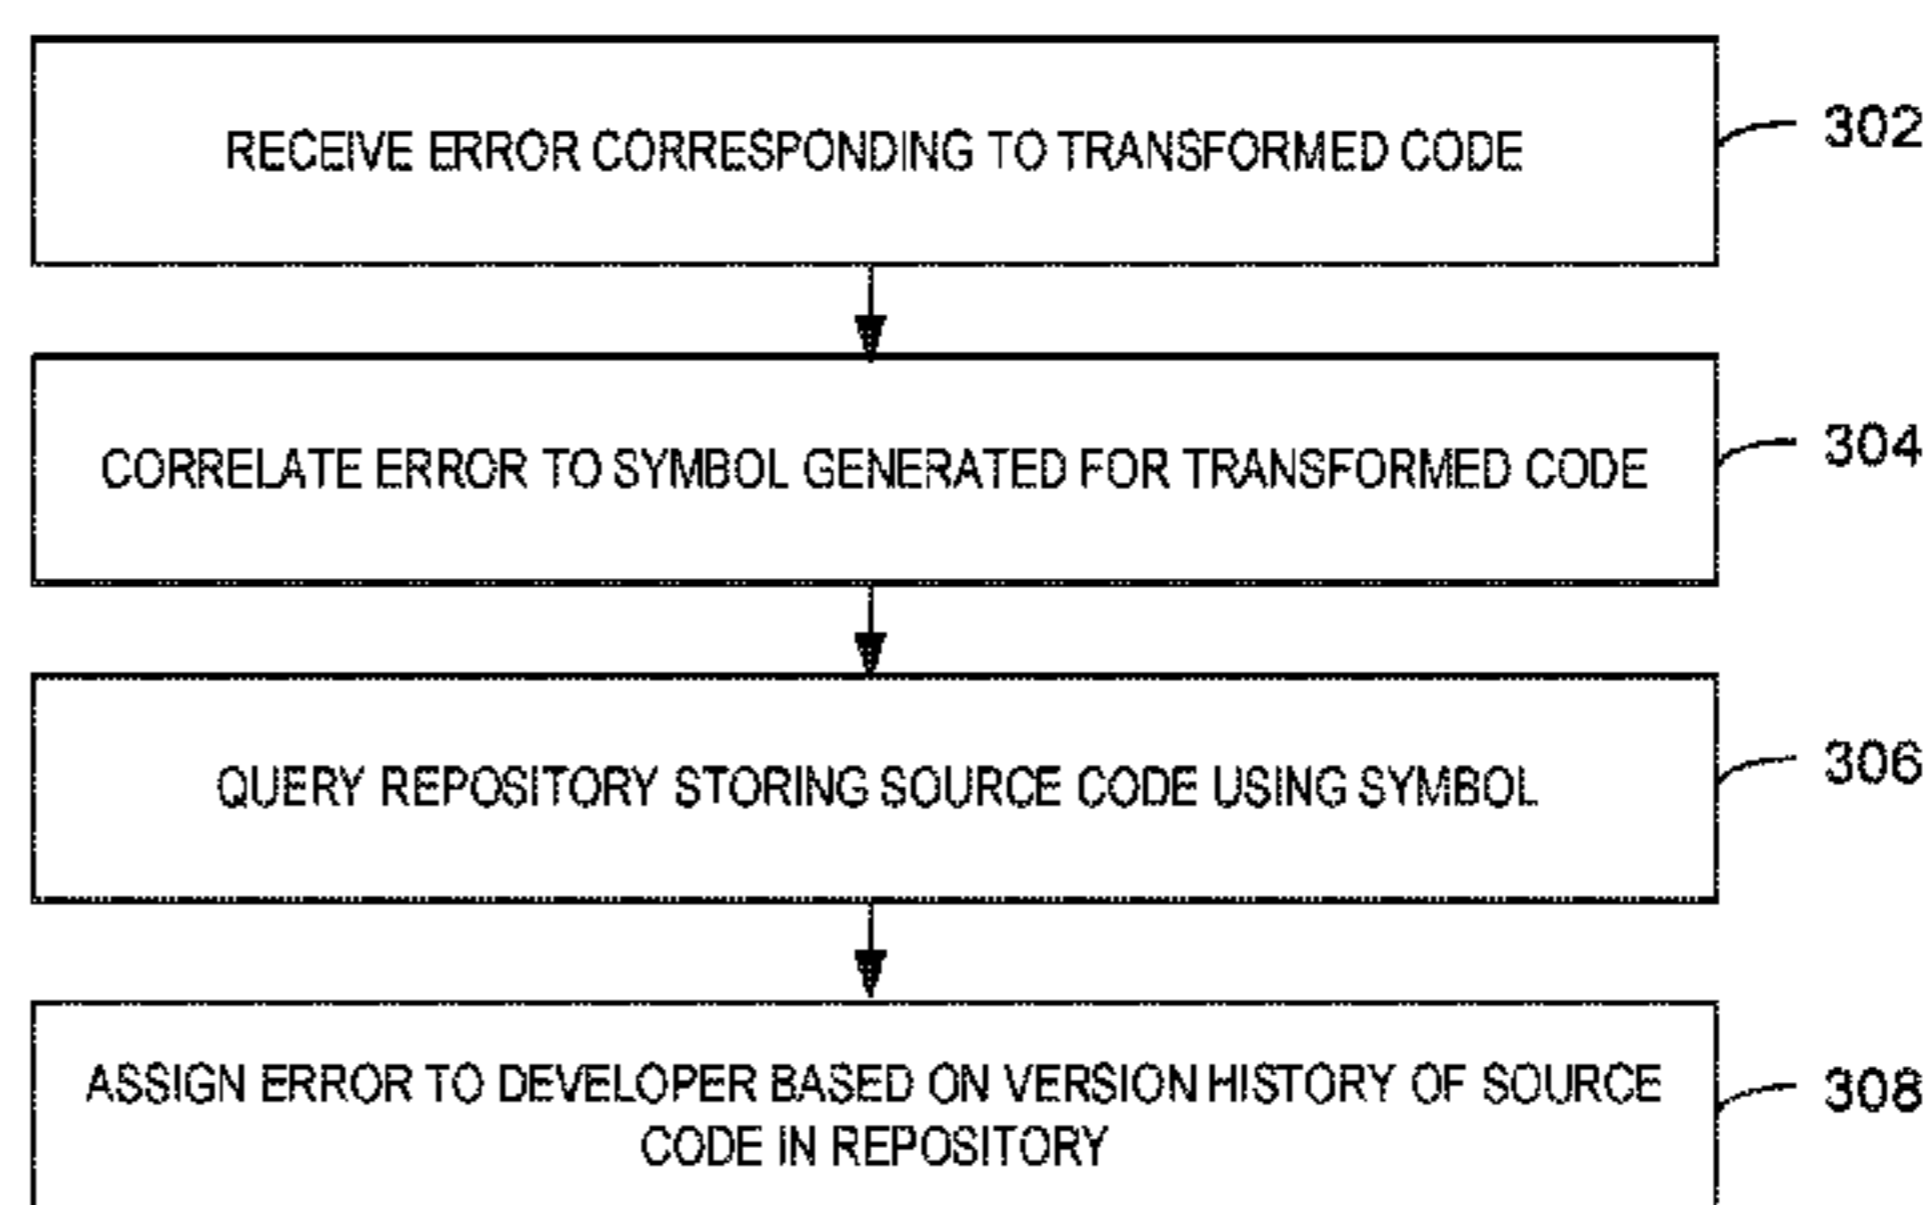 RECEIVE ERROR CORRESPONDING TO TRANSFORMED CODE
302
CORRELATE ERROR TO SYMBOL GENERATED FOR TRANSFORMED CODE
304
QUERY REPOSITORY STORING SOURCE CODE USING SYMBOL
306
ASSIGN ERROR TO DEVELOPER BASED ON VERSION HISTORY OF SOURCE
CODE IN REPOSITORY
308